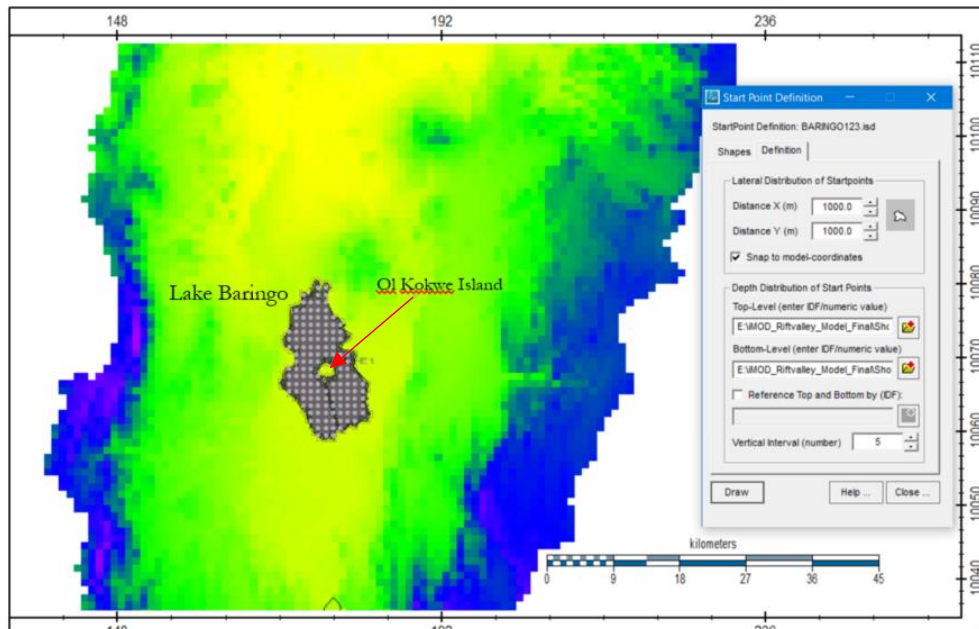 148 192 236
Start Point Definition
StartPoint Definition: BARINGO123.isd
Shapes Definition
Lateral Distribution of Startpoints
Distance X (m) 1000.0
Distance Y (m) 1000.0
Snap to model-coordinates
Depth Distribution of Start Points
Top-Level (enter IDF/numeric value)
E:\IMOD_Riftvalley_Model_Final\Sho
Bottom-Level (enter IDF/numeric value)
E:\IMOD_Riftvalley_Model_Final\Sho
Reference Top and Bottom by (IDF):
Vertical Interval (number) 5
Draw Help ... Close ...
Lake Baringo
Ol Kokwe Island
10110
10100
10090
10080
10070
10060
10050
10040
kilometers
0 9 18 27 36 45
148 192 236